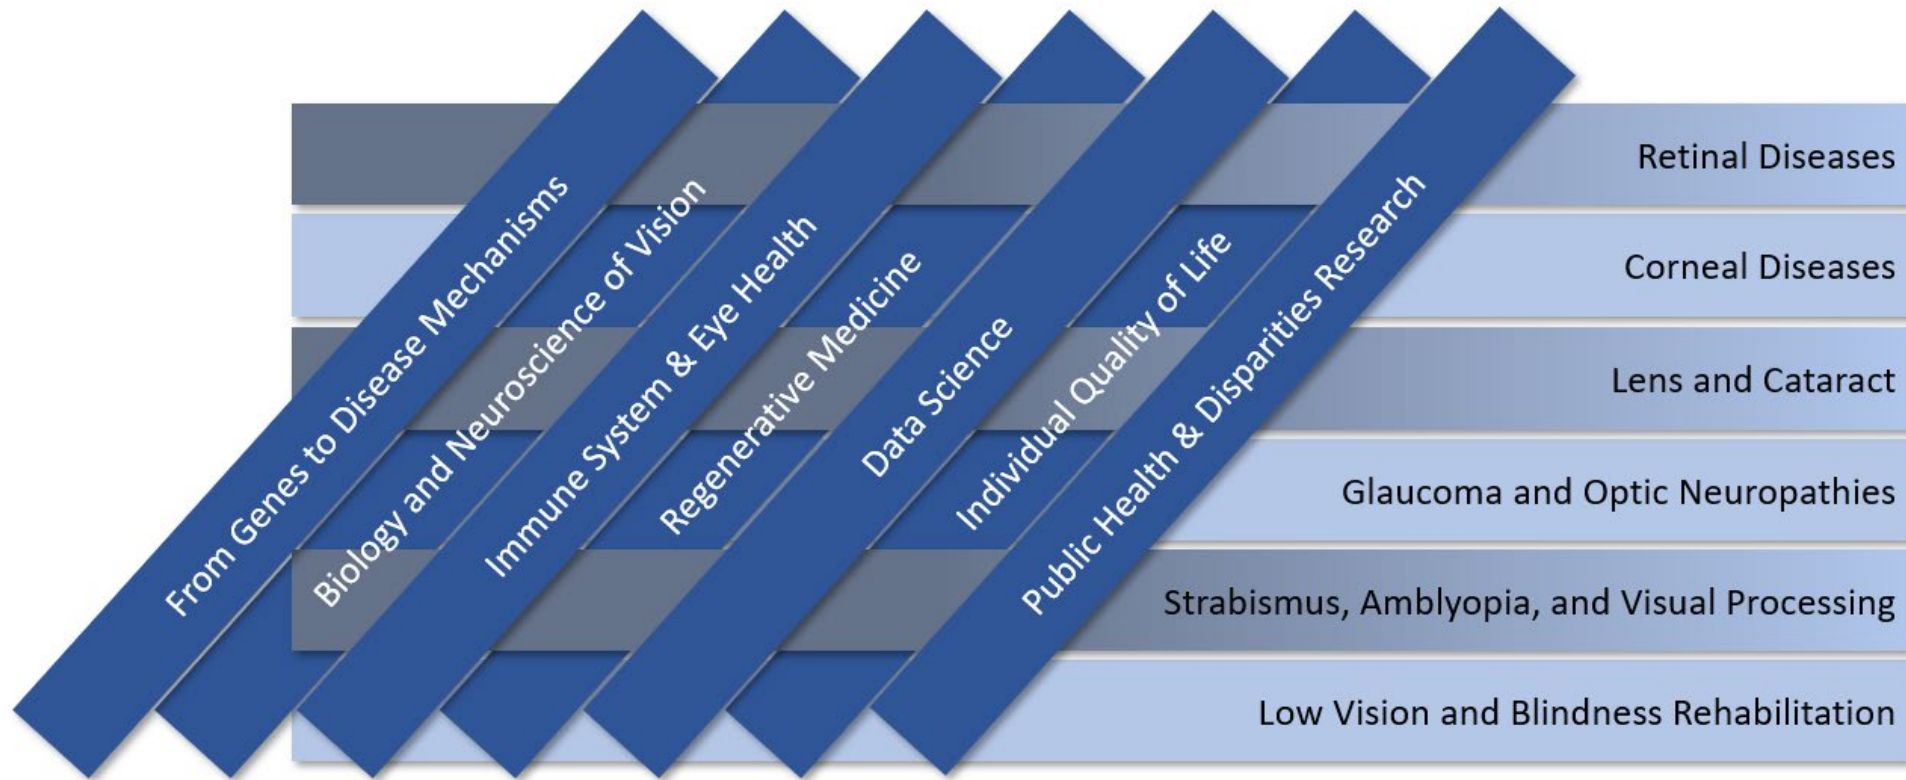 From Genes to Disease Mechanisms
Biology and Neuroscience of Vision
Immune System & Eye Health
Regenerative Medicine
Data Science
Individual Quality of Life
Public Health & Disparities Research
Retinal Diseases
Corneal Diseases
Lens and Cataract
Glaucoma and Optic Neuropathies
Strabismus, Amblyopia, and Visual Processing
Low Vision and Blindness Rehabilitation